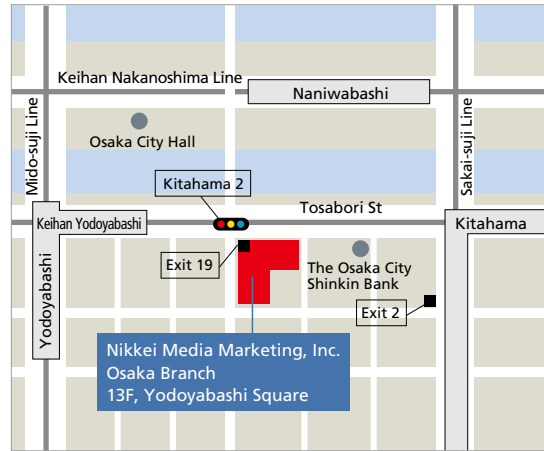 Keihan Nakanoshima Line
Naniwabashi
Mido-suji Line
Osaka City Hall
Sakai-suji Line
Kitahama 2
Tosabori St
Keihan Yodoyabashi
Kitahama
Exit 19
The Osaka City
Shinkin Bank
Yodoyabashi
Exit 2
Nikkei Media Marketing, Inc.
Osaka Branch
13F, Yodoyabashi Square